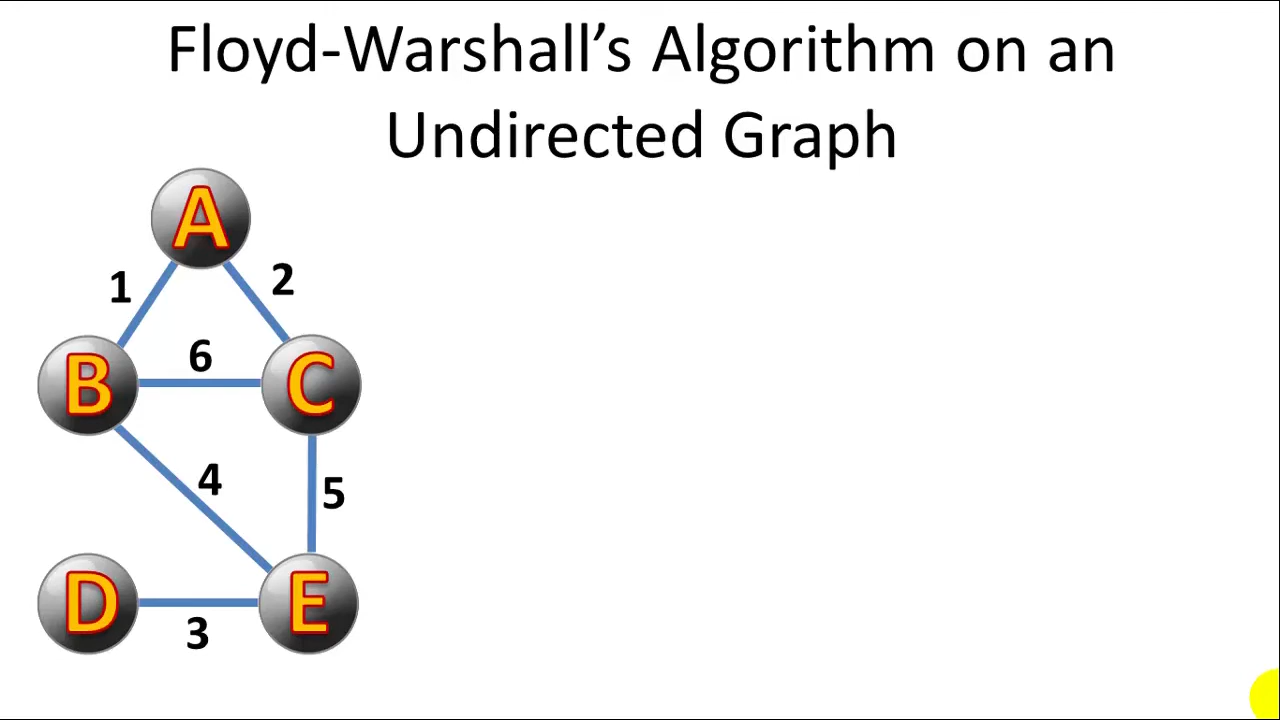 Floyd-Warshall’s Algorithm on an
Undirected Graph
A
1
2
B
6
C
4
5
D
E
3